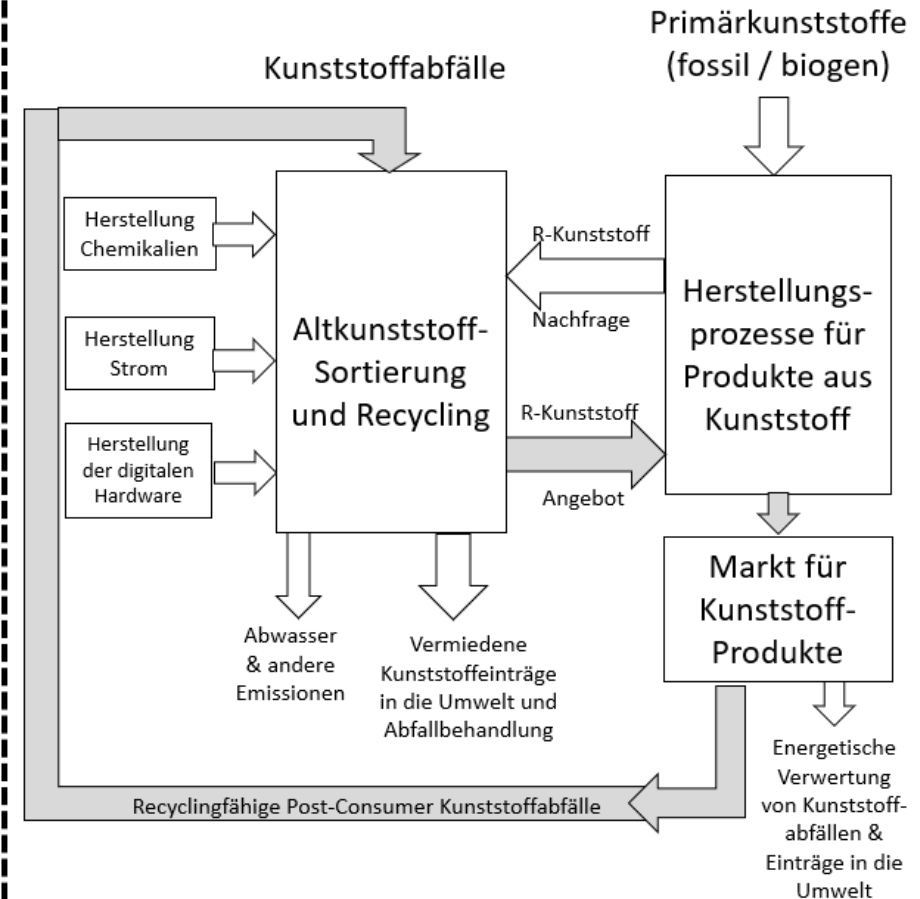 Primärkunststoffe
(fossil / biogen)
Kunststoffabfälle
Herstellung
Chemikalien
Herstellung
Strom
Herstellung
der digitalen
Hardware
Altkunststoff-
Sortierung
und Recycling
R-Kunststoff
Nachfrage
R-Kunststoff
Angebot
Herstellungs-
prozesse für
Produkte aus
Kunststoff
Markt für
Kunststoff-
Produkte
Abwasser
& andere
Emissionen
Vermiedene
Kunststoffeinträge
in die Umwelt und
Abfallbehandlung
Energetische
Verwertung
von Kunststoff-
abfällen &
Einträge in die
Umwelt
Recyclingfähige Post-Consumer Kunststoffabfälle